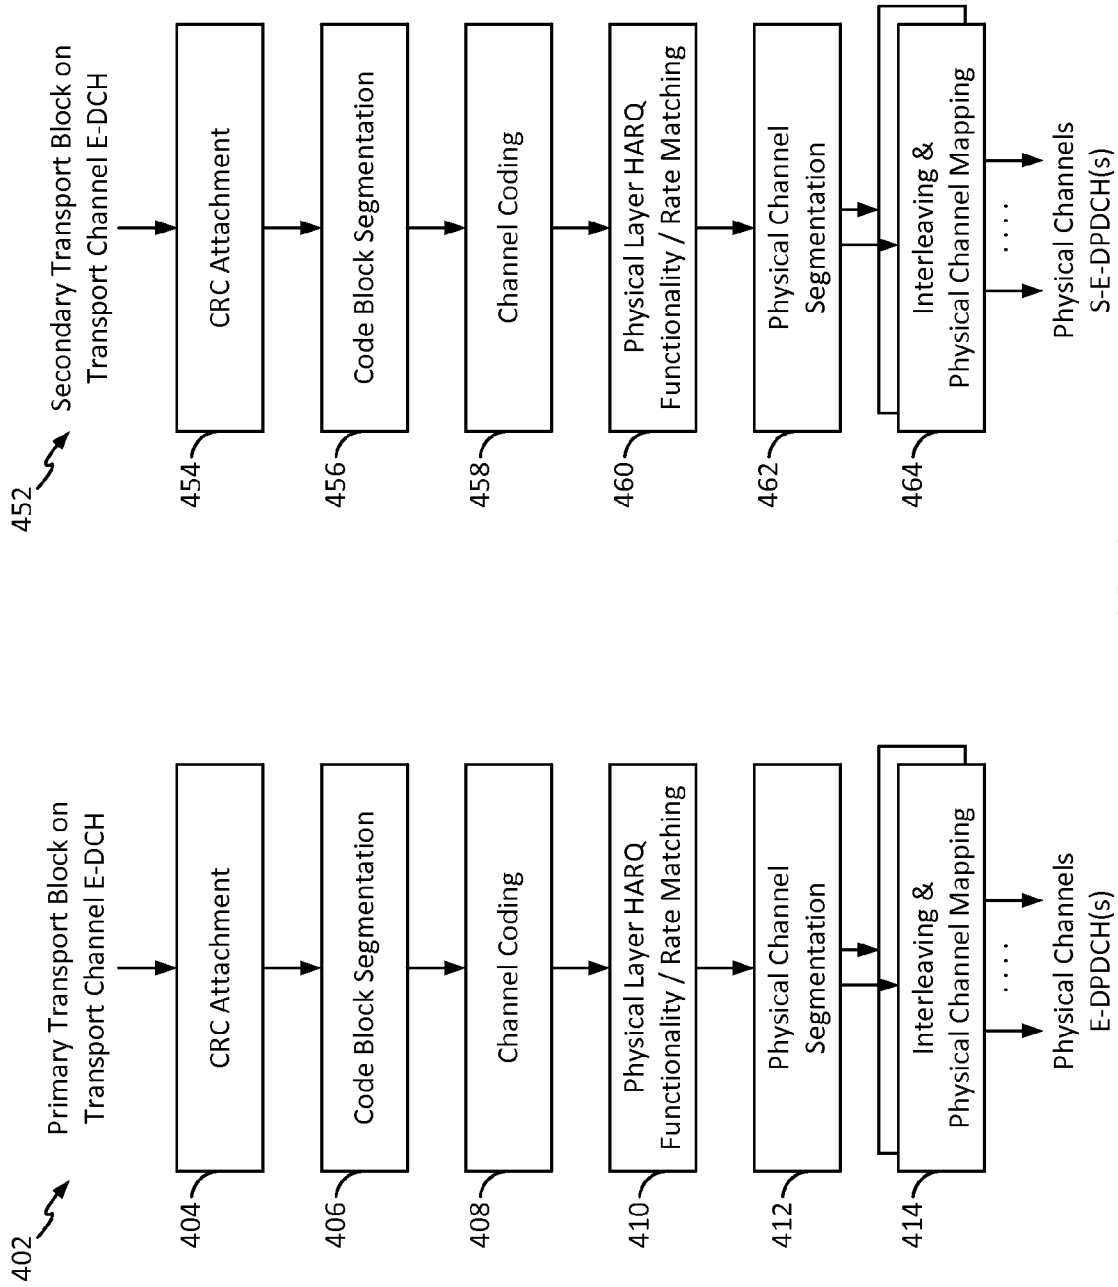 402
Primary Transport Block on
Transport Channel E-DCH
404
CRC Attachment
406
Code Block Segmentation
408
Channel Coding
410
Physical Layer HARQ
Functionality / Rate Matching
412
Physical Channel
Segmentation
414
Interleaving &
Physical Channel Mapping
. . . .
Physical Channels
E-DPDCH(s)
452
Secondary Transport Block on
Transport Channel E-DCH
454
CRC Attachment
456
Code Block Segmentation
458
Channel Coding
460
Physical Layer HARQ
Functionality / Rate Matching
462
Physical Channel
Segmentation
464
Interleaving &
Physical Channel Mapping
. . . .
Physical Channels
S-E-DPDCH(s)